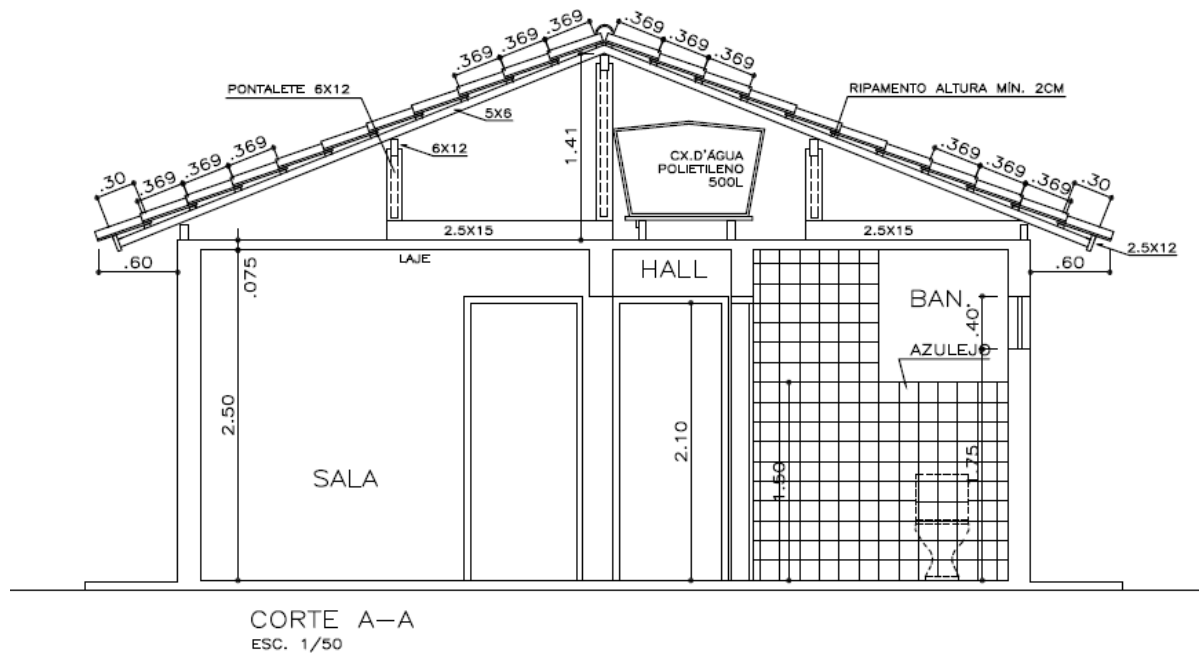 .369
.369
.369
.369
.369
.369
PONTALETE 6X12
5X6
6X12
1.41
CX.D'ÁGUA
POLIETILENO
500L
RIPAMENTO ALTURA MÍN. 2CM
.30
.369
.369
.369
.369
.369
.369
.369
.30
2.5X15
2.5X15
2.5X12
.60
.60
.075
LAJE
HALL
BAN.
.40
AZULEJO
2.50
SALA
2.10
1.50
1.75
CORTE A-A
ESC. 1/50